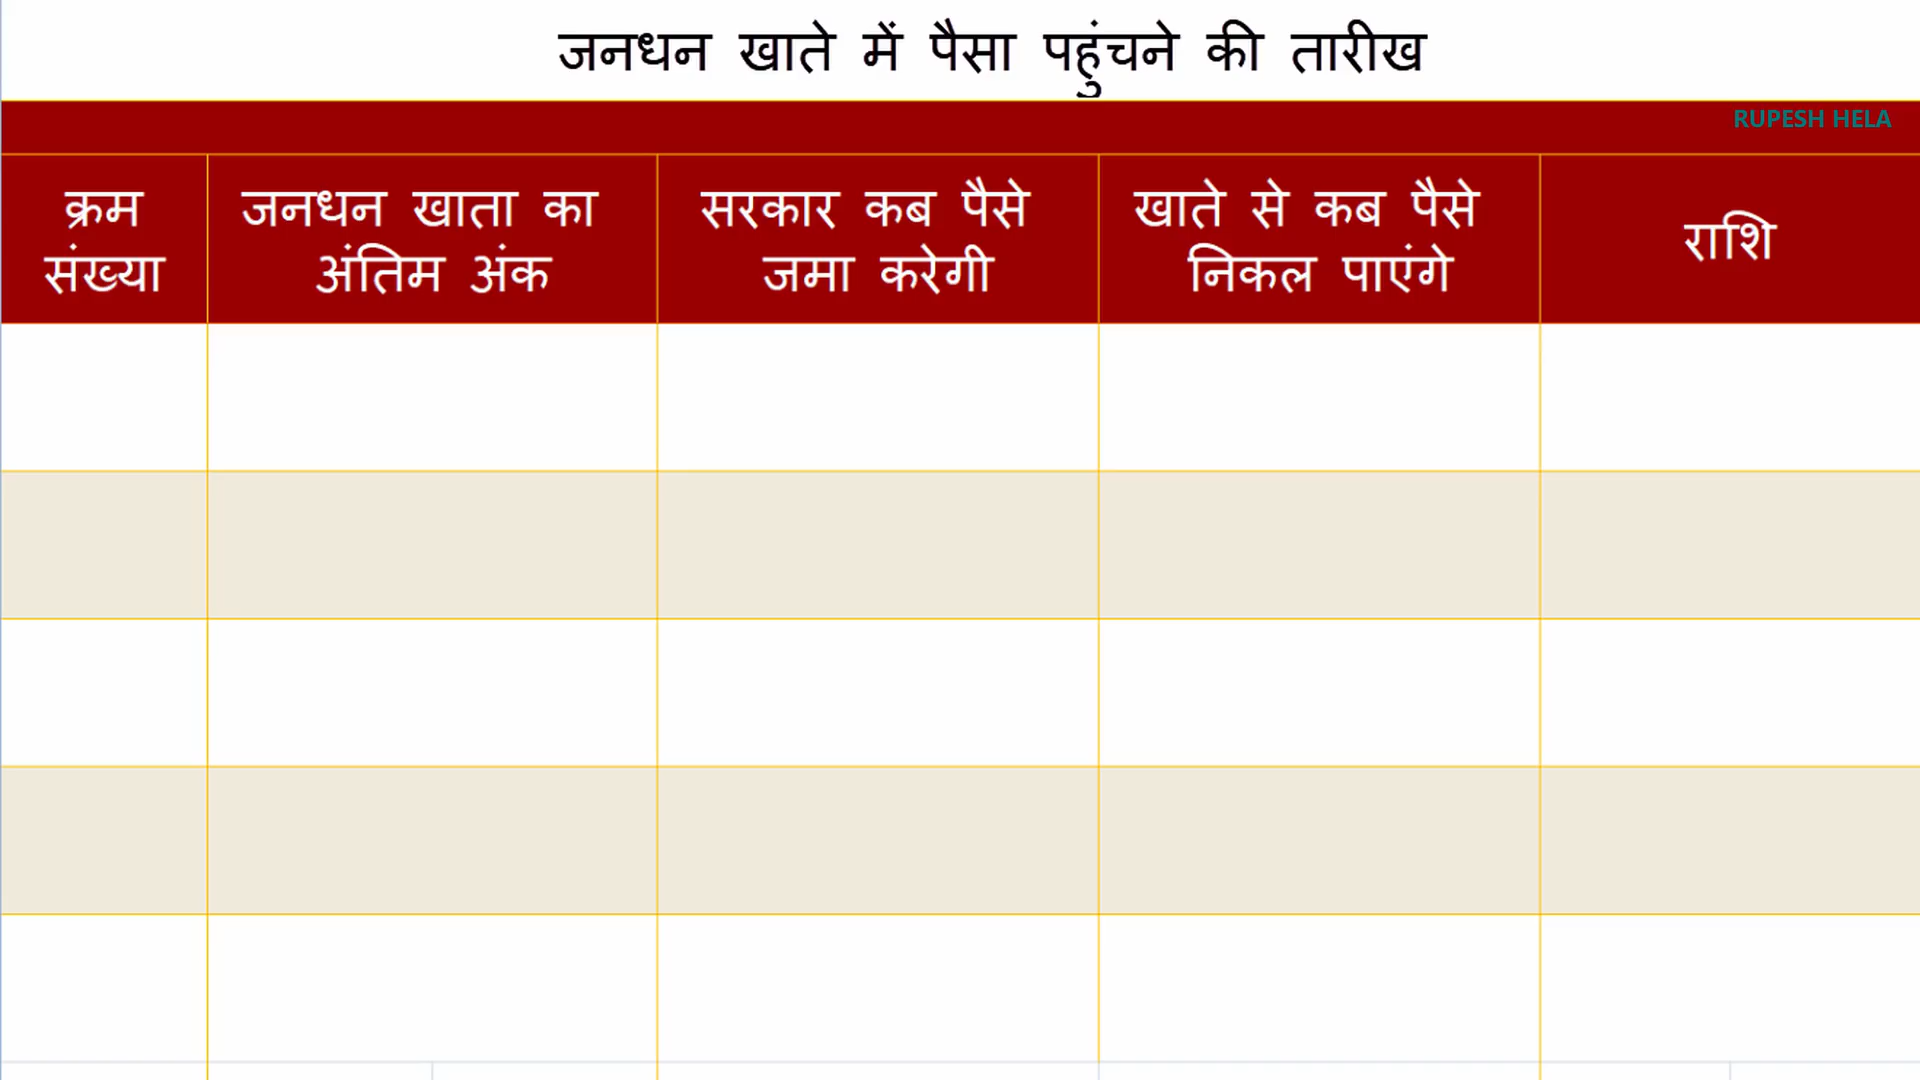 जनधन खाते में पैसा पहुंचने की तारीख
RUPESH HELA
क्रम
संख्या
जनधन खाता का
अंतिम अंक
सरकार कब पैसे
जमा करेगी
खाते से कब पैसे
निकल पाएंगे
राशि